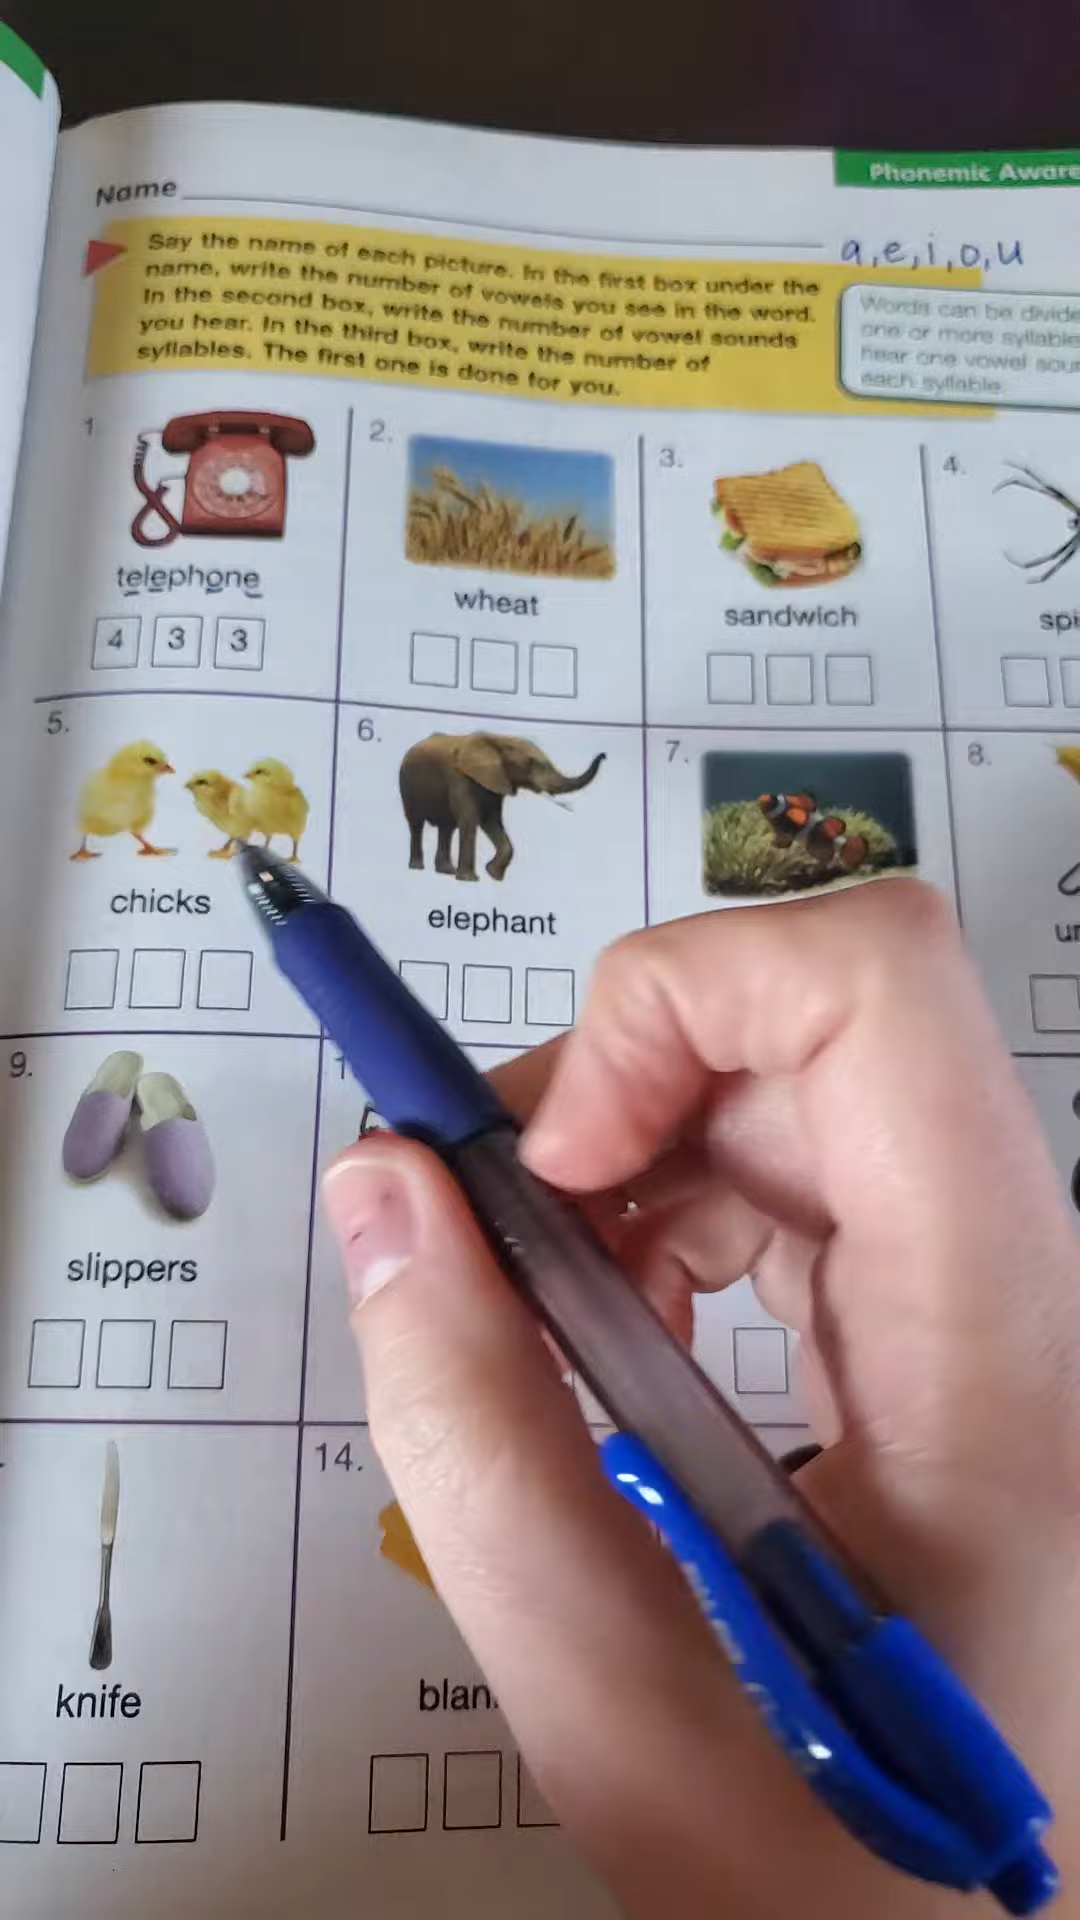 Phonemic
Name
a,e,i,o,u
Say the name of each picture. In the first box under the
name, write the number of vowels you see in the word.
In the second box, write the number of vowel sounds
you hear. In the third box, write the number of
syllables. The first one is done for you.
Words can be
one or more
hear one vowel
each syllable.
1
2.
3.
4.
telephone
wheat
sandwich
4 3 3
5.
6.
7.
8.
chicks
elephant
9.
slippers
14.
knife